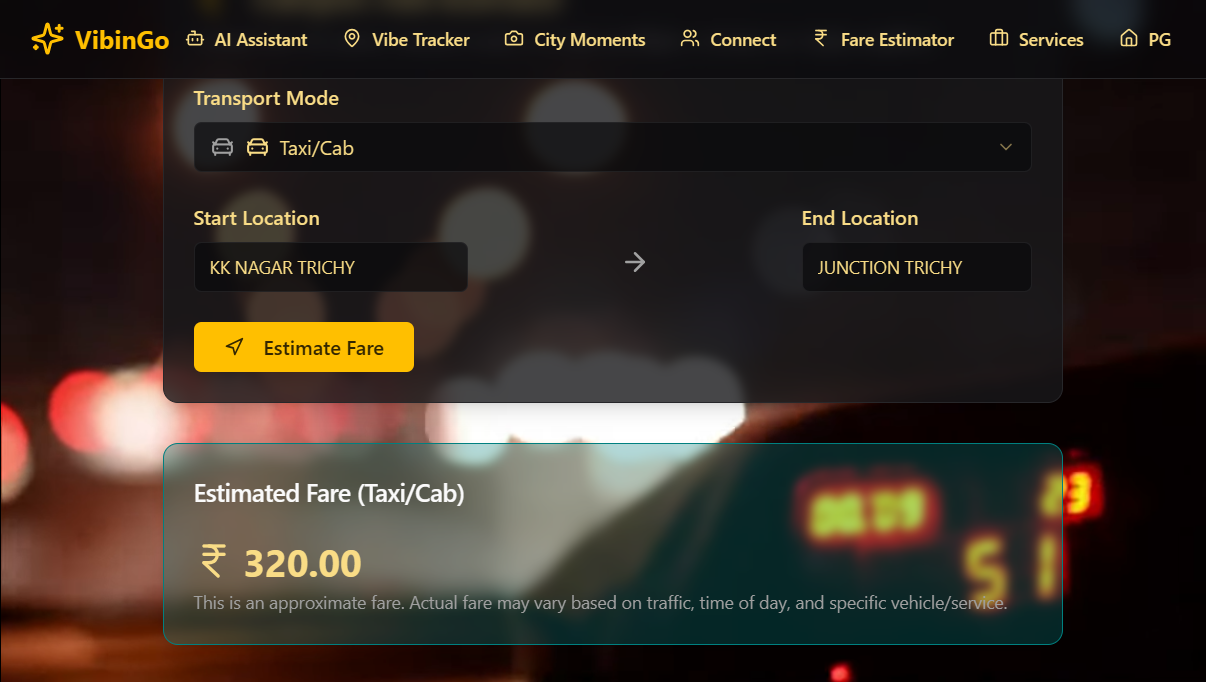 VibinGo AI Assistant Vibe Tracker City Moments Connect ₹ Fare Estimator Services PG
Transport Mode
Taxi/Cab
Start Location End Location
KK NAGAR TRICHY → JUNCTION TRICHY
Estimate Fare
Estimated Fare (Taxi/Cab)
₹ 320.00
This is an approximate fare. Actual fare may vary based on traffic, time of day, and specific vehicle/service.